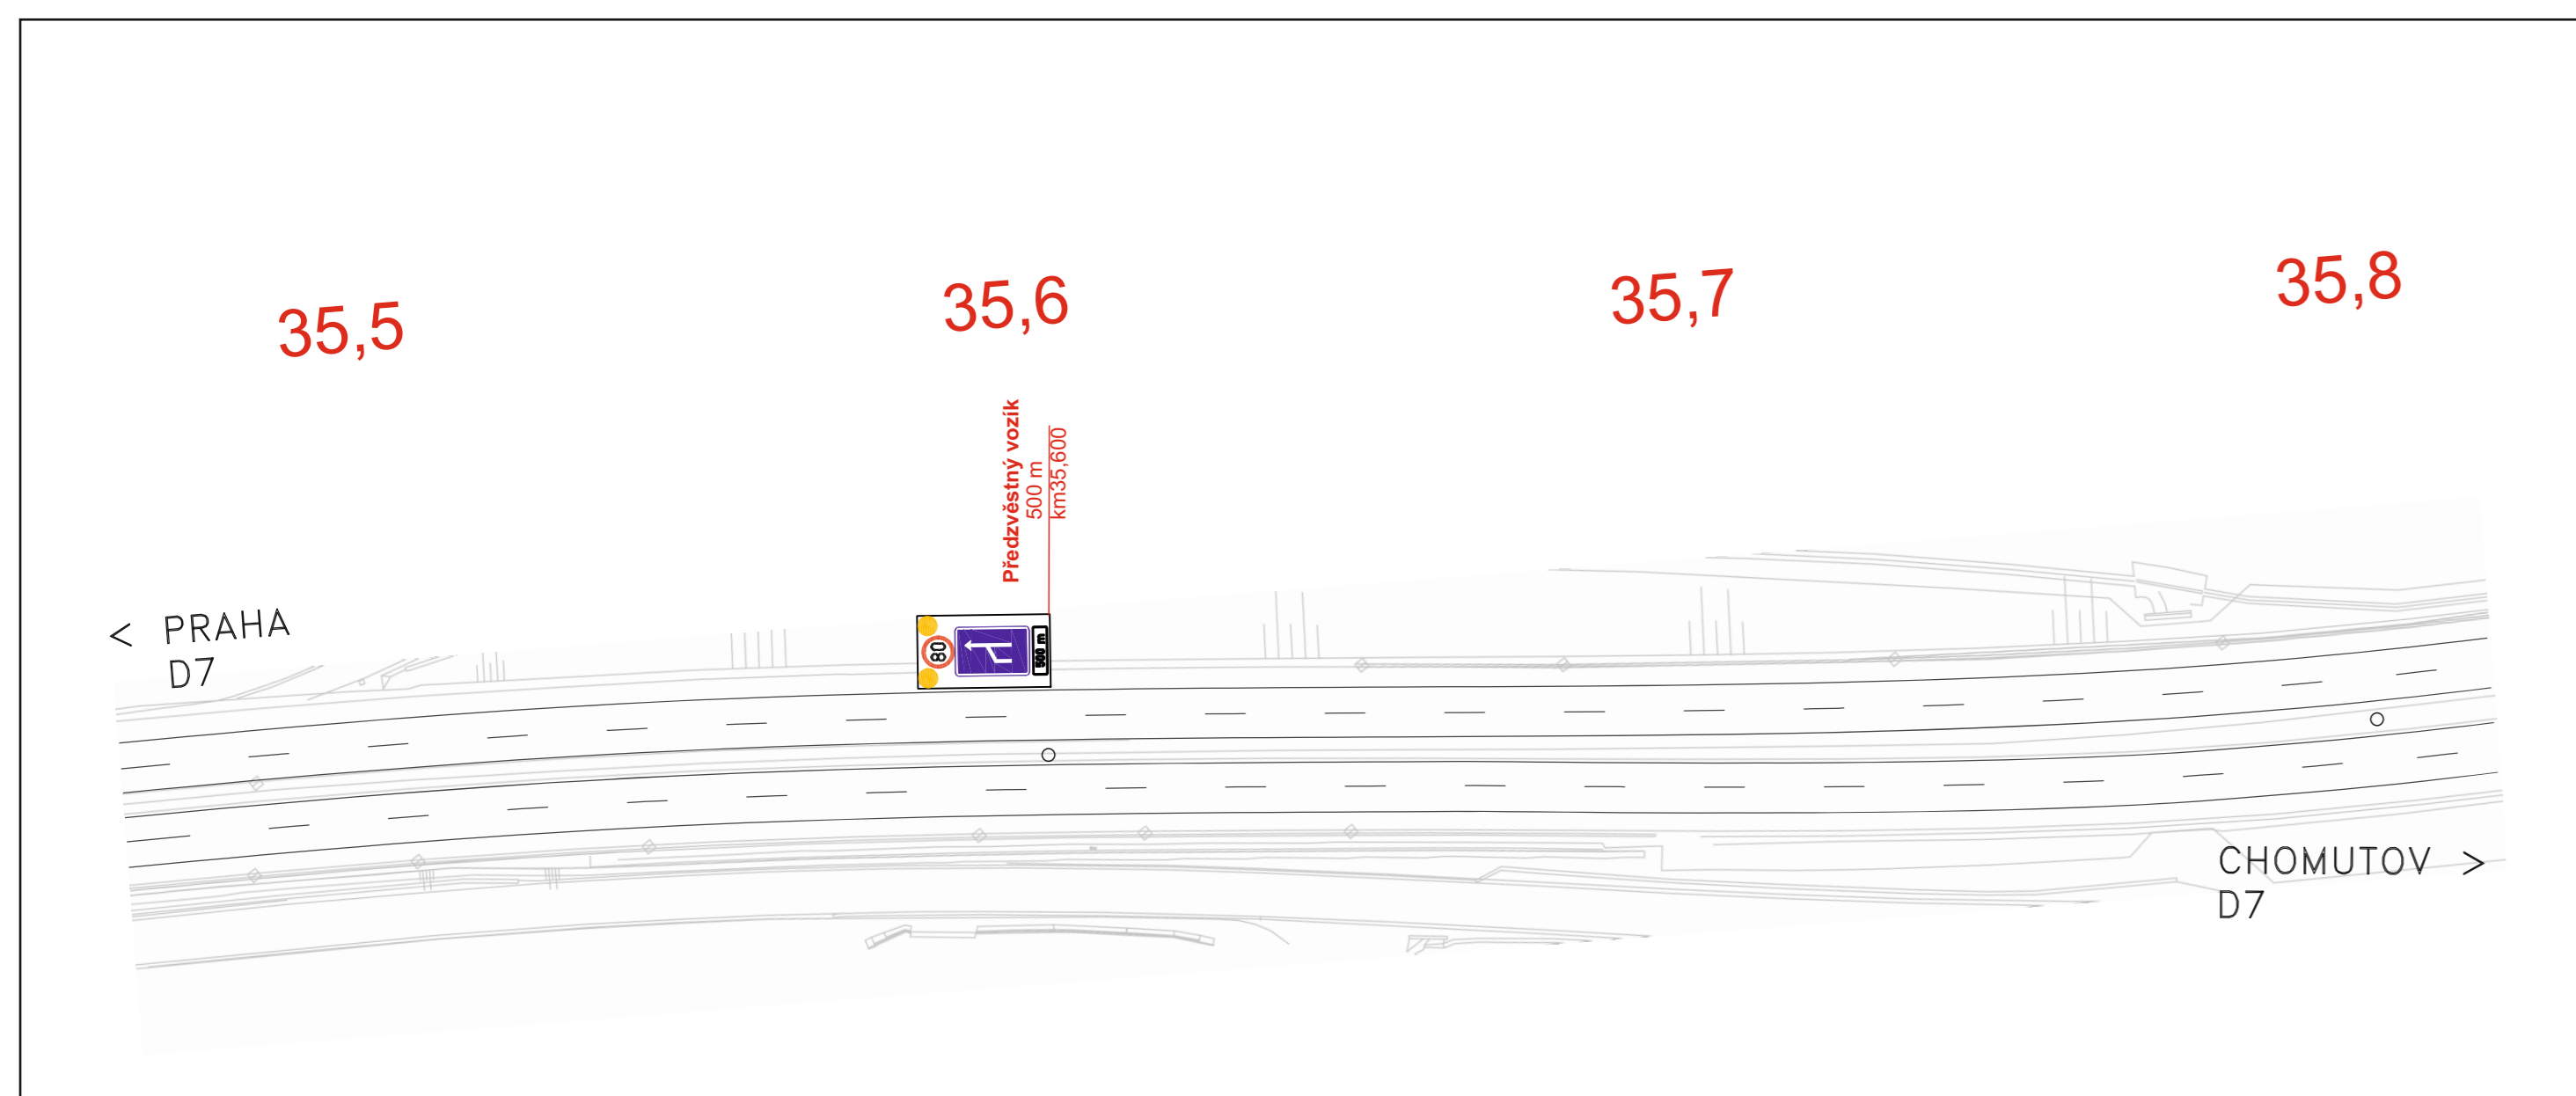 35,5
35,6
35,7
35,8
Předzvěstný vozík
500 m
km35,600
< PRAHA
D7
80
500 m
CHOMUTOV >
D7